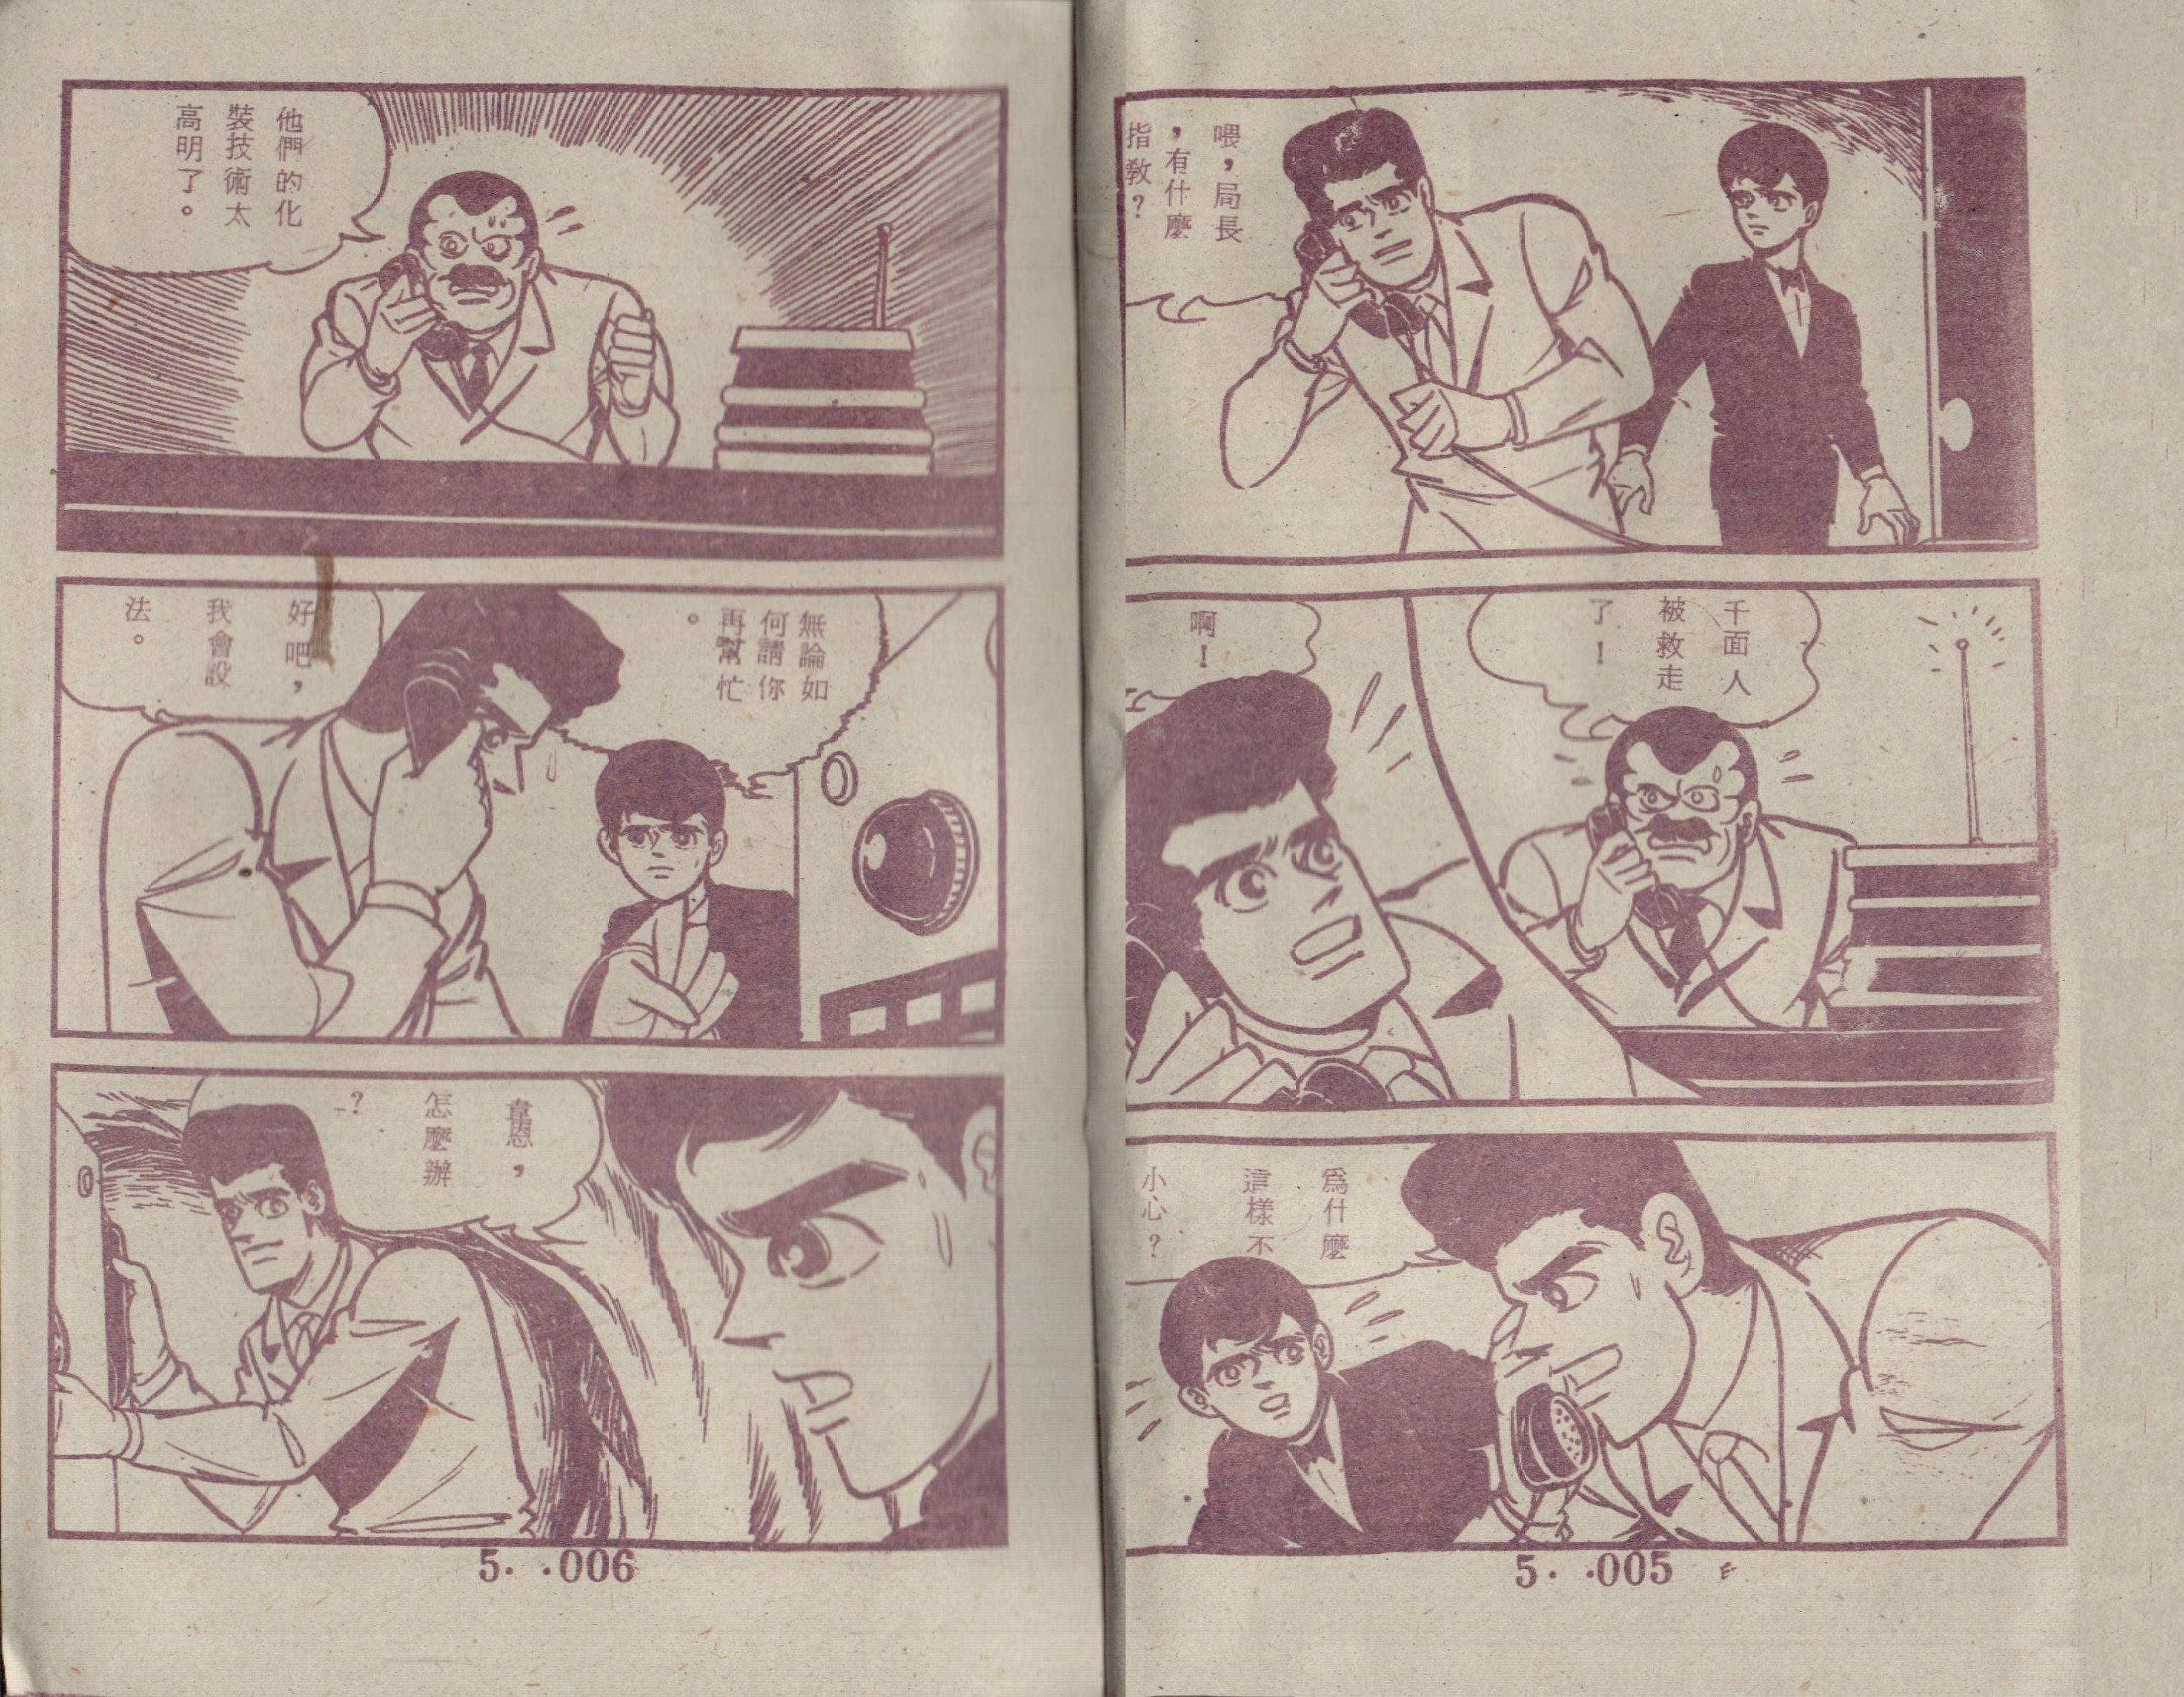 喂，局長
，有什麼
指教？
千面人
被救走
了！
啊！
爲什麼
這樣不
小心？
5. .005
他們的化
裝技術太
高明了。
無論如
何請你
再幫忙
。
好吧，
我會設
法。
韋恩，
怎麼辦
？
5. .006